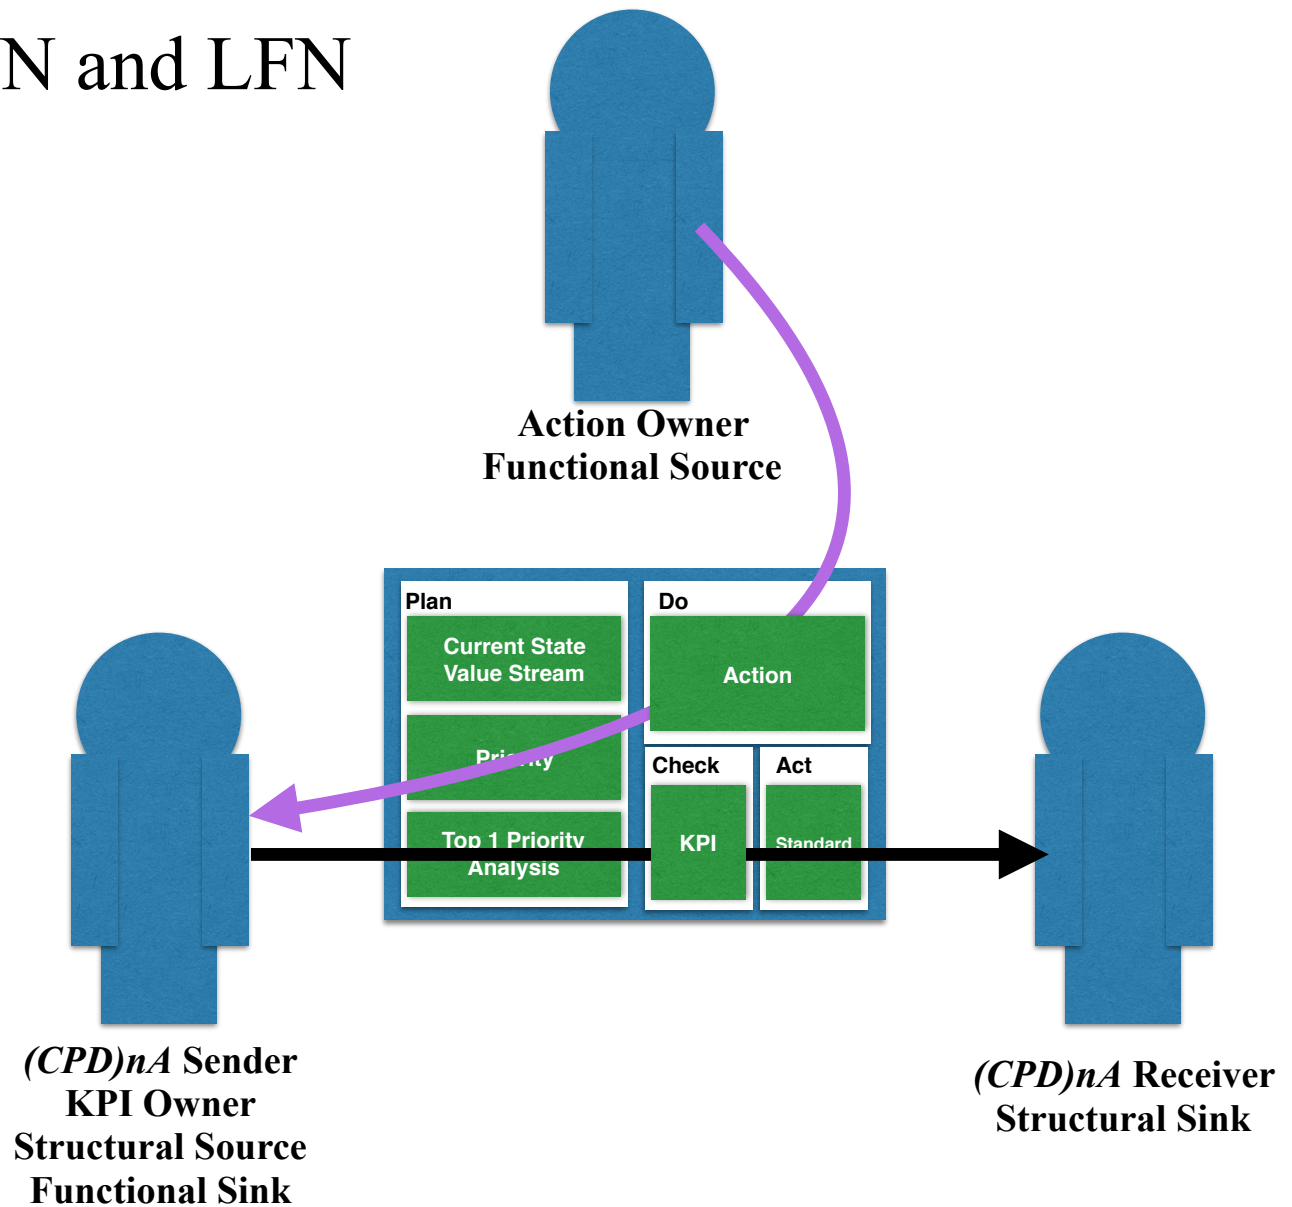 N and LFN
Action Owner
Functional Source
Plan
Do
Current State
Value Stream
Action
Priority
Check
Act
Top 1 Priority
Analysis
KPI
Standard
(CPD)nA Sender
KPI Owner
Structural Source
Functional Sink
(CPD)nA Receiver
Structural Sink